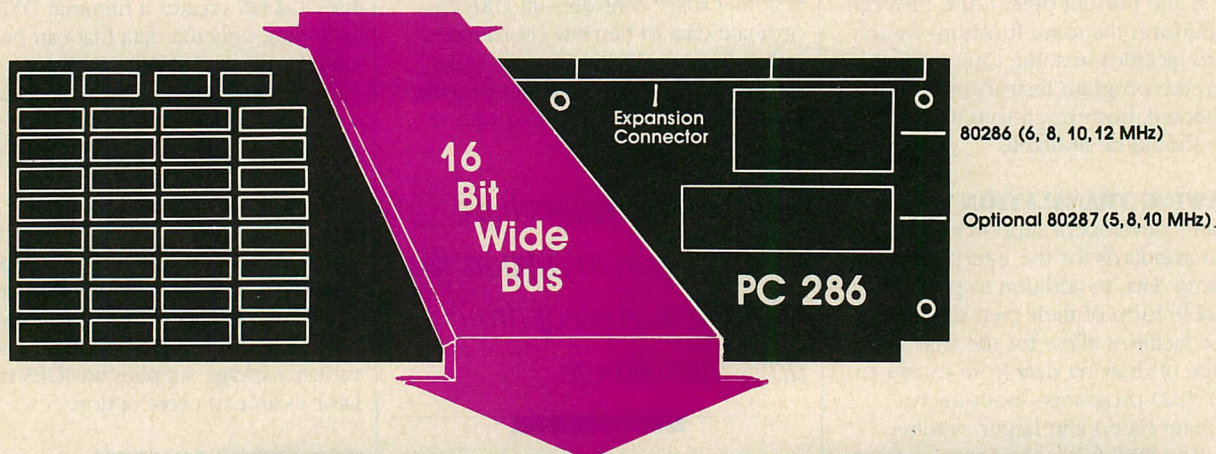 Expansion
Connector
80286 (6, 8, 10, 12 MHz)
16
Bit
Wide
Bus
Optional 80287 (5, 8, 10 MHz)
PC 286